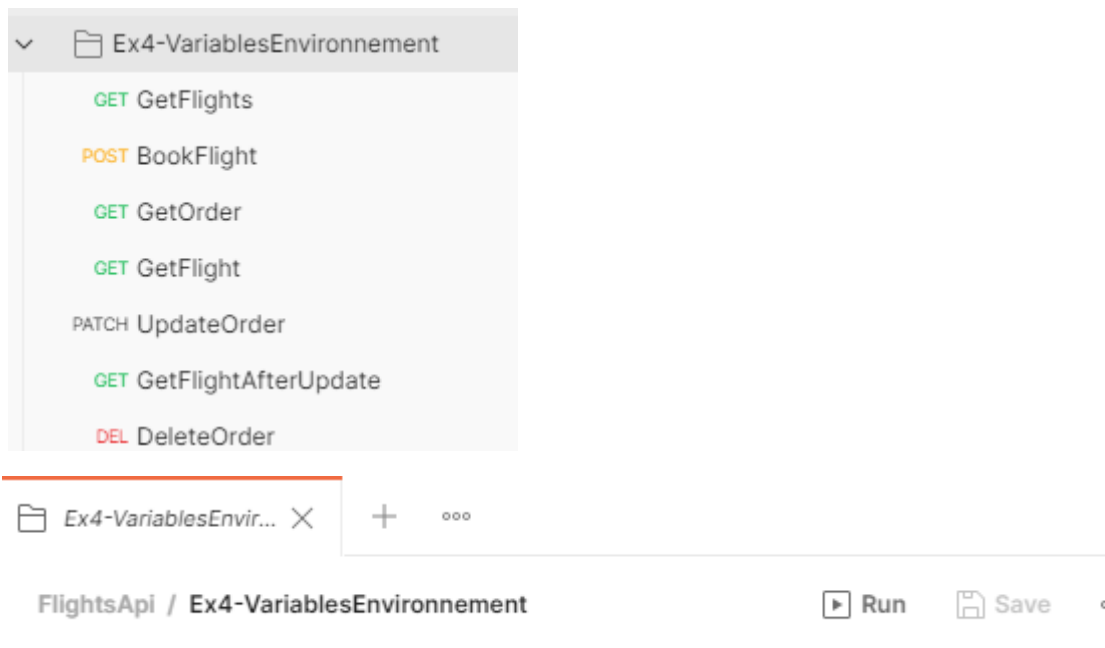 Ex4-VariablesEnvironnement
GET GetFlights
POST BookFlight
GET GetOrder
GET GetFlight
PATCH UpdateOrder
GET GetFlightAfterUpdate
DEL DeleteOrder
Ex4-VariablesEnvir...
FlightsApi / Ex4-VariablesEnvironnement Run Save